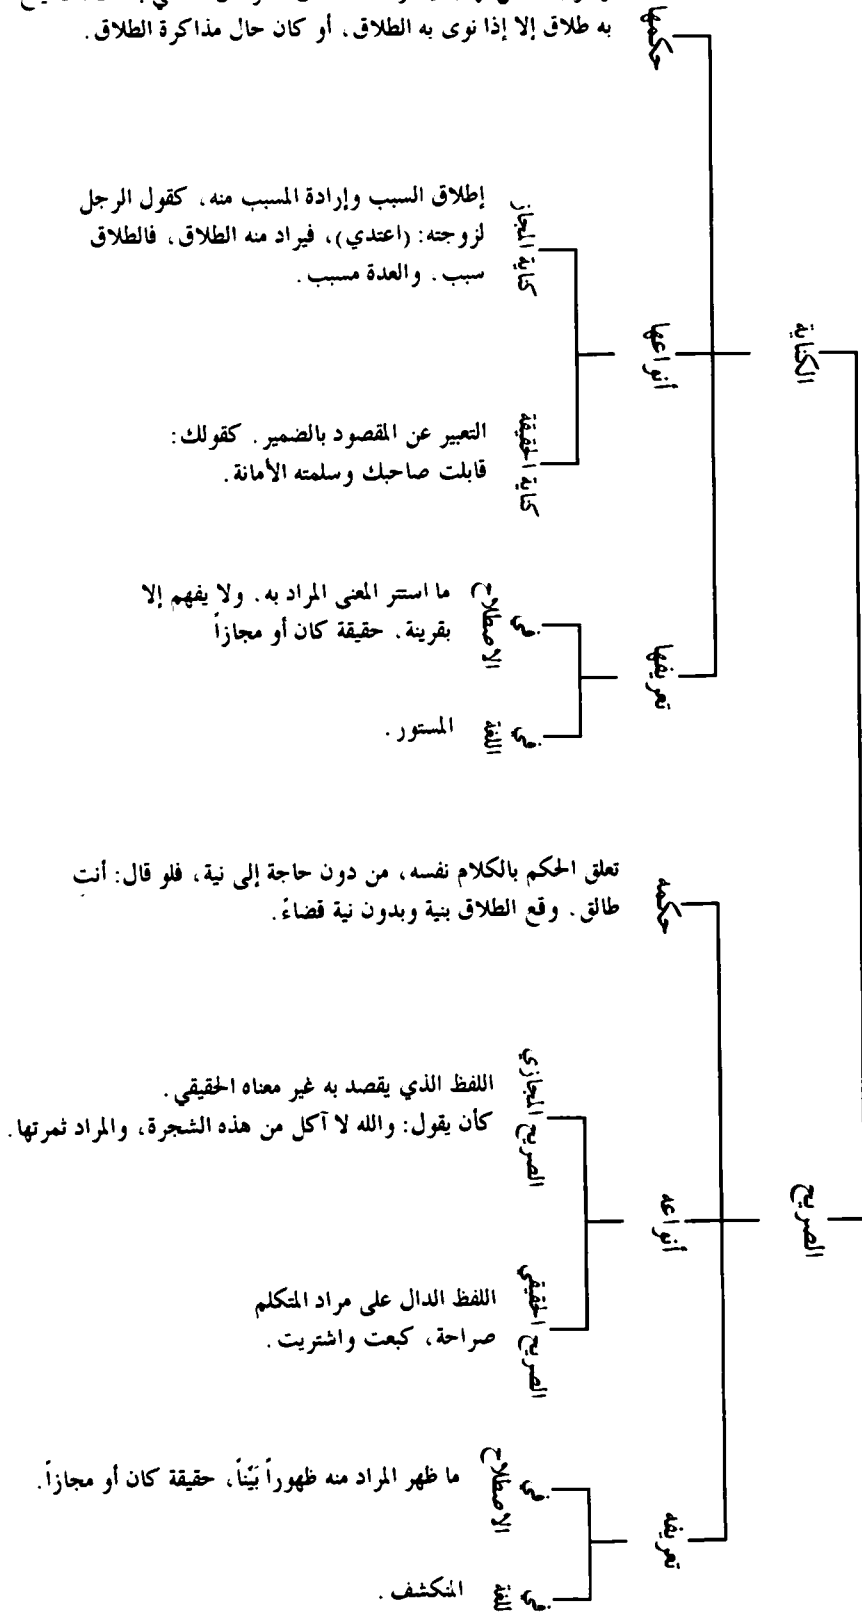 حكمها
به طلاق إلا إذا نوى به الطلاق، أو كان حال مذاكرة الطلاق.
الكناية
أنواعها
كناية المجاز
إطلاق السبب وإرادة المسبب منه، كقول الرجل
لزوجته: (اعتدي)، فيراد منه الطلاق، فالطلاق
سبب. والعدة مسبب.
كناية الحقيقة
التعبير عن المقصود بالضمير. كقولك:
قابلت صاحبك وسلمته الأمانة.
تعريفها
في الاصطلاح
ما استتر المعنى المراد به. ولا يفهم إلا
بقرينة. حقيقة كان أو مجازاً
في اللغة
المستور.
حكمه
تعلق الحكم بالكلام نفسه، من دون حاجة إلى نية، فلو قال: أنتِ
طالق. وقع الطلاق بنية وبدون نية قضاءً.
الصريح
أنواعه
الصريح المجازي
اللفظ الذي يقصد به غير معناه الحقيقي.
كأن يقول: والله لا آكل من هذه الشجرة، والمراد ثمرتها.
الصريح الحقيقي
اللفظ الدال على مراد المتكلم
صراحة، كبعت واشتريت.
تعريفه
في الاصطلاح
ما ظهر المراد منه ظهوراً بَيّناً، حقيقة كان أو مجازاً.
في اللغة
المنكشف.